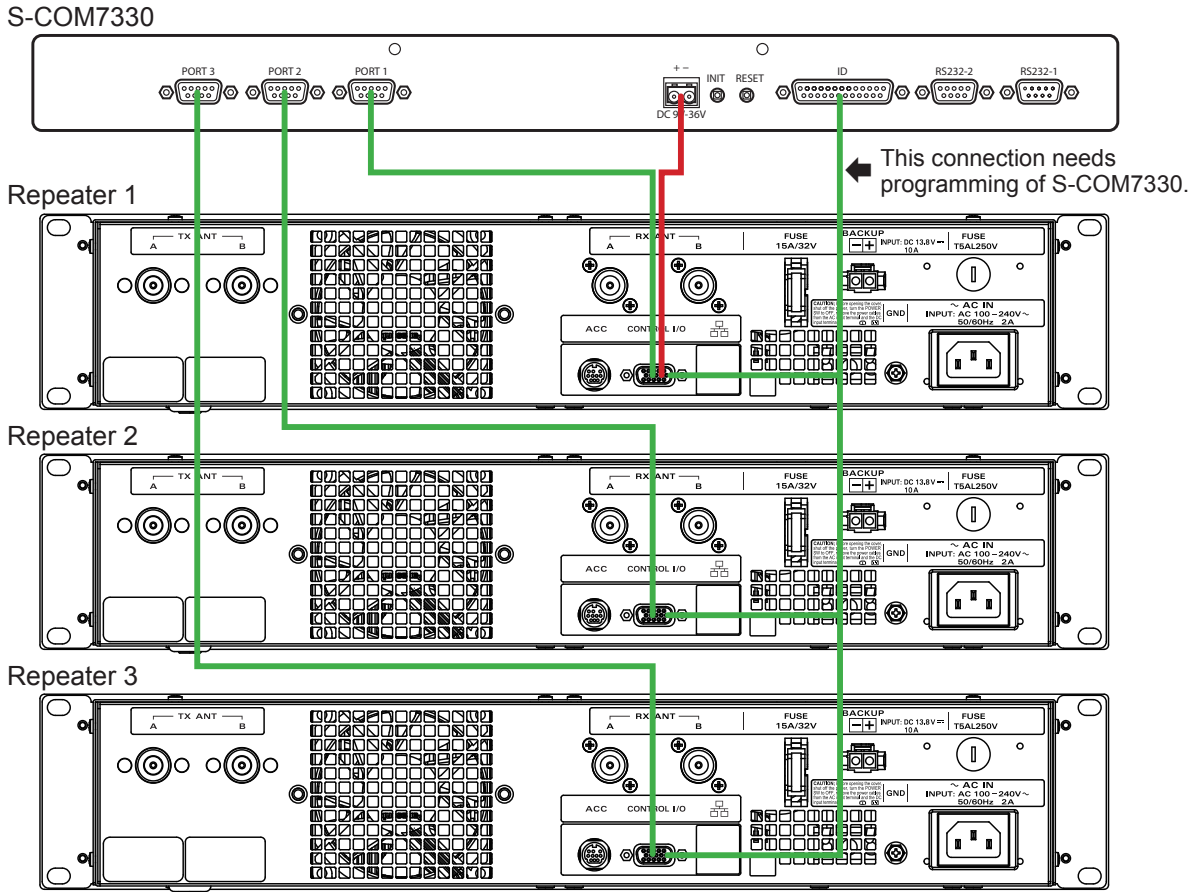 S-COM7330
PORT 3
PORT 2
PORT 1
+ -
INIT
RESET
ID
RS232-2
RS232-1
DC 9V-36V
This connection needs
programming of S-COM7330.
Repeater 1
TX ANT
A
B
RX ANT
A
B
FUSE
15A/32V
BACKUP
- +
INPUT: DC 13.8V
10A
FUSE
T5AL250V
CAUTION
GND
~ AC IN
INPUT: AC 100-240V~
50/60Hz 2A
ACC
CONTROL I/O
Repeater 2
TX ANT
A
B
RX ANT
A
B
FUSE
15A/32V
BACKUP
- +
INPUT: DC 13.8V
10A
FUSE
T5AL250V
CAUTION
GND
~ AC IN
INPUT: AC 100-240V~
50/60Hz 2A
ACC
CONTROL I/O
Repeater 3
TX ANT
A
B
RX ANT
A
B
FUSE
15A/32V
BACKUP
- +
INPUT: DC 13.8V
10A
FUSE
T5AL250V
CAUTION
GND
~ AC IN
INPUT: AC 100-240V~
50/60Hz 2A
ACC
CONTROL I/O